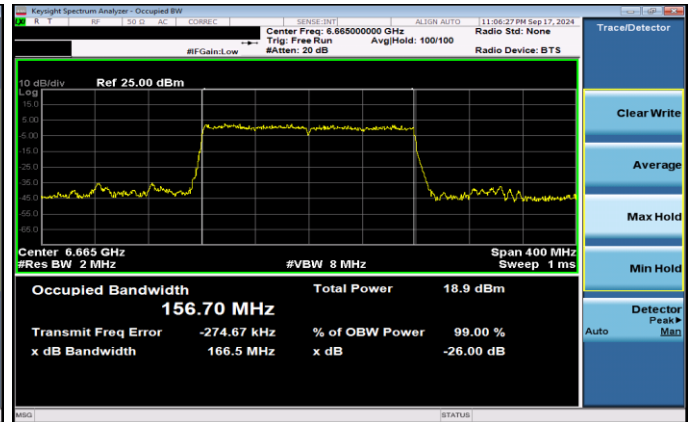 Keysight Spectrum Analyzer - Occupied BW
R T RF 50 Ω AC CORREC SENSE:INT ALIGN AUTO 11:06:27 PM Sep 17, 2024
Center Freq: 6.665000000 GHz Radio Std: None
Trig: Free Run Avg|Hold: 100/100
#IFGain:Low #Atten: 20 dB Radio Device: BTS
10 dB/div Ref 25.00 dBm
Log
15.0
5.00
-5.00
-15.0
-25.0
-35.0
-45.0
-55.0
-65.0
Center 6.665 GHz Span 400 MHz
#Res BW 2 MHz #VBW 8 MHz Sweep 1 ms
Occupied Bandwidth Total Power 18.9 dBm
156.70 MHz
Transmit Freq Error -274.67 kHz % of OBW Power 99.00 %
x dB Bandwidth 166.5 MHz x dB -26.00 dB
MSG STATUS
Trace/Detector
Clear Write
Average
Max Hold
Min Hold
Detector
Peak▶
Auto Man